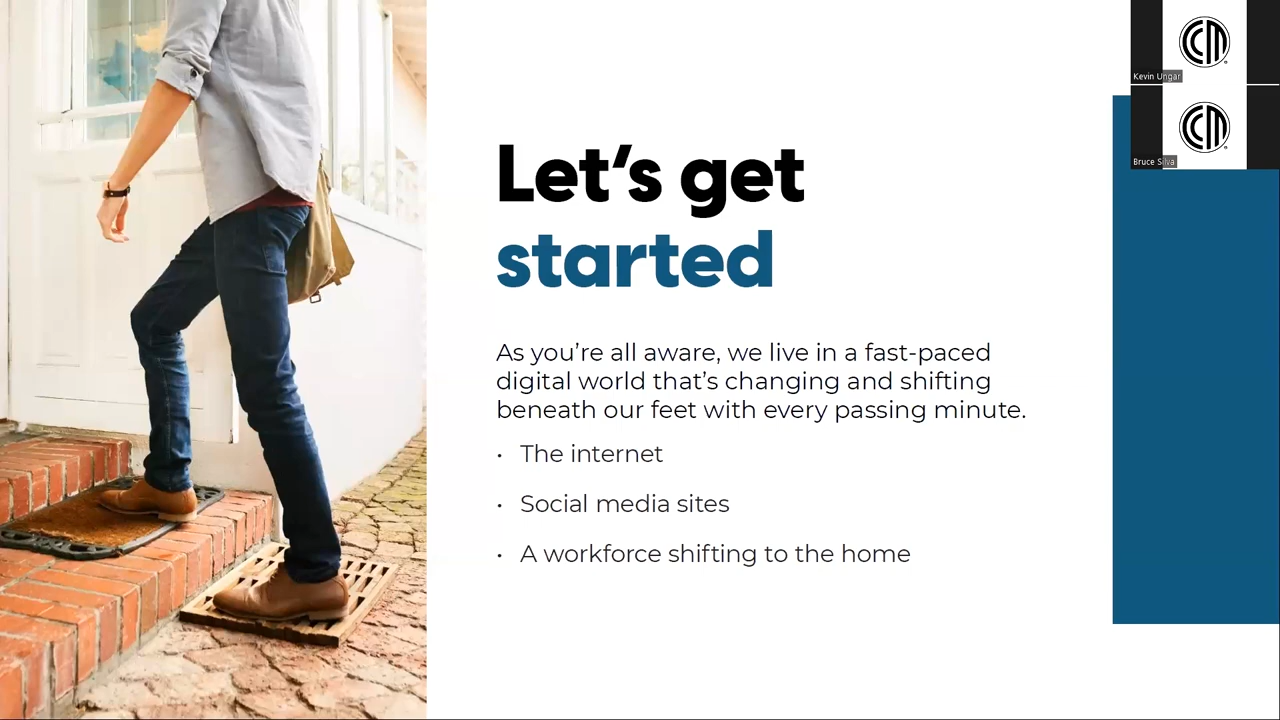 Let's get
started
As you're all aware, we live in a fast-paced
digital world that's changing and shifting
beneath our feet with every passing minute.
• The internet
• Social media sites
• A workforce shifting to the home
CM
Kevin Ungar
CM
Bruce Silva